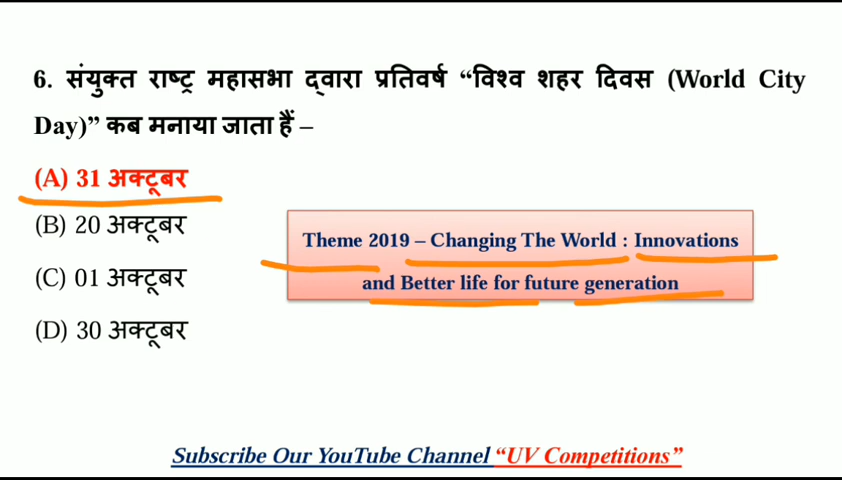 6. संयुक्त राष्ट्र महासभा द्वारा प्रतिवर्ष “विश्व शहर दिवस (World City
Day)” कब मनाया जाता हैं –
(A) 31 अक्टूबर
(B) 20 अक्टूबर
(C) 01 अक्टूबर
(D) 30 अक्टूबर
Theme 2019 – Changing The World : Innovations
and Better life for future generation
Subscribe Our YouTube Channel “UV Competitions”